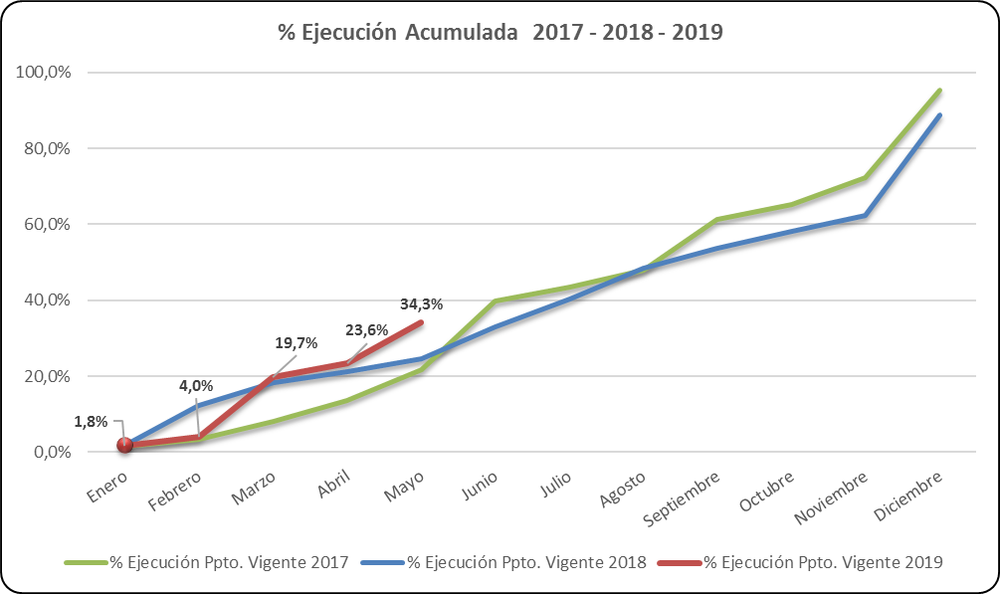 % Ejecución Acumulada 2017 - 2018 - 2019
100,0%
80,0%
60,0%
40,0%
20,0%
0,0%
1,8%
4,0%
19,7%
23,6%
34,3%
Enero
Febrero
Marzo
Abril
Mayo
Junio
Julio
Agosto
Septiembre
Octubre
Noviembre
Diciembre
% Ejecución Ppto. Vigente 2017
% Ejecución Ppto. Vigente 2018
% Ejecución Ppto. Vigente 2019